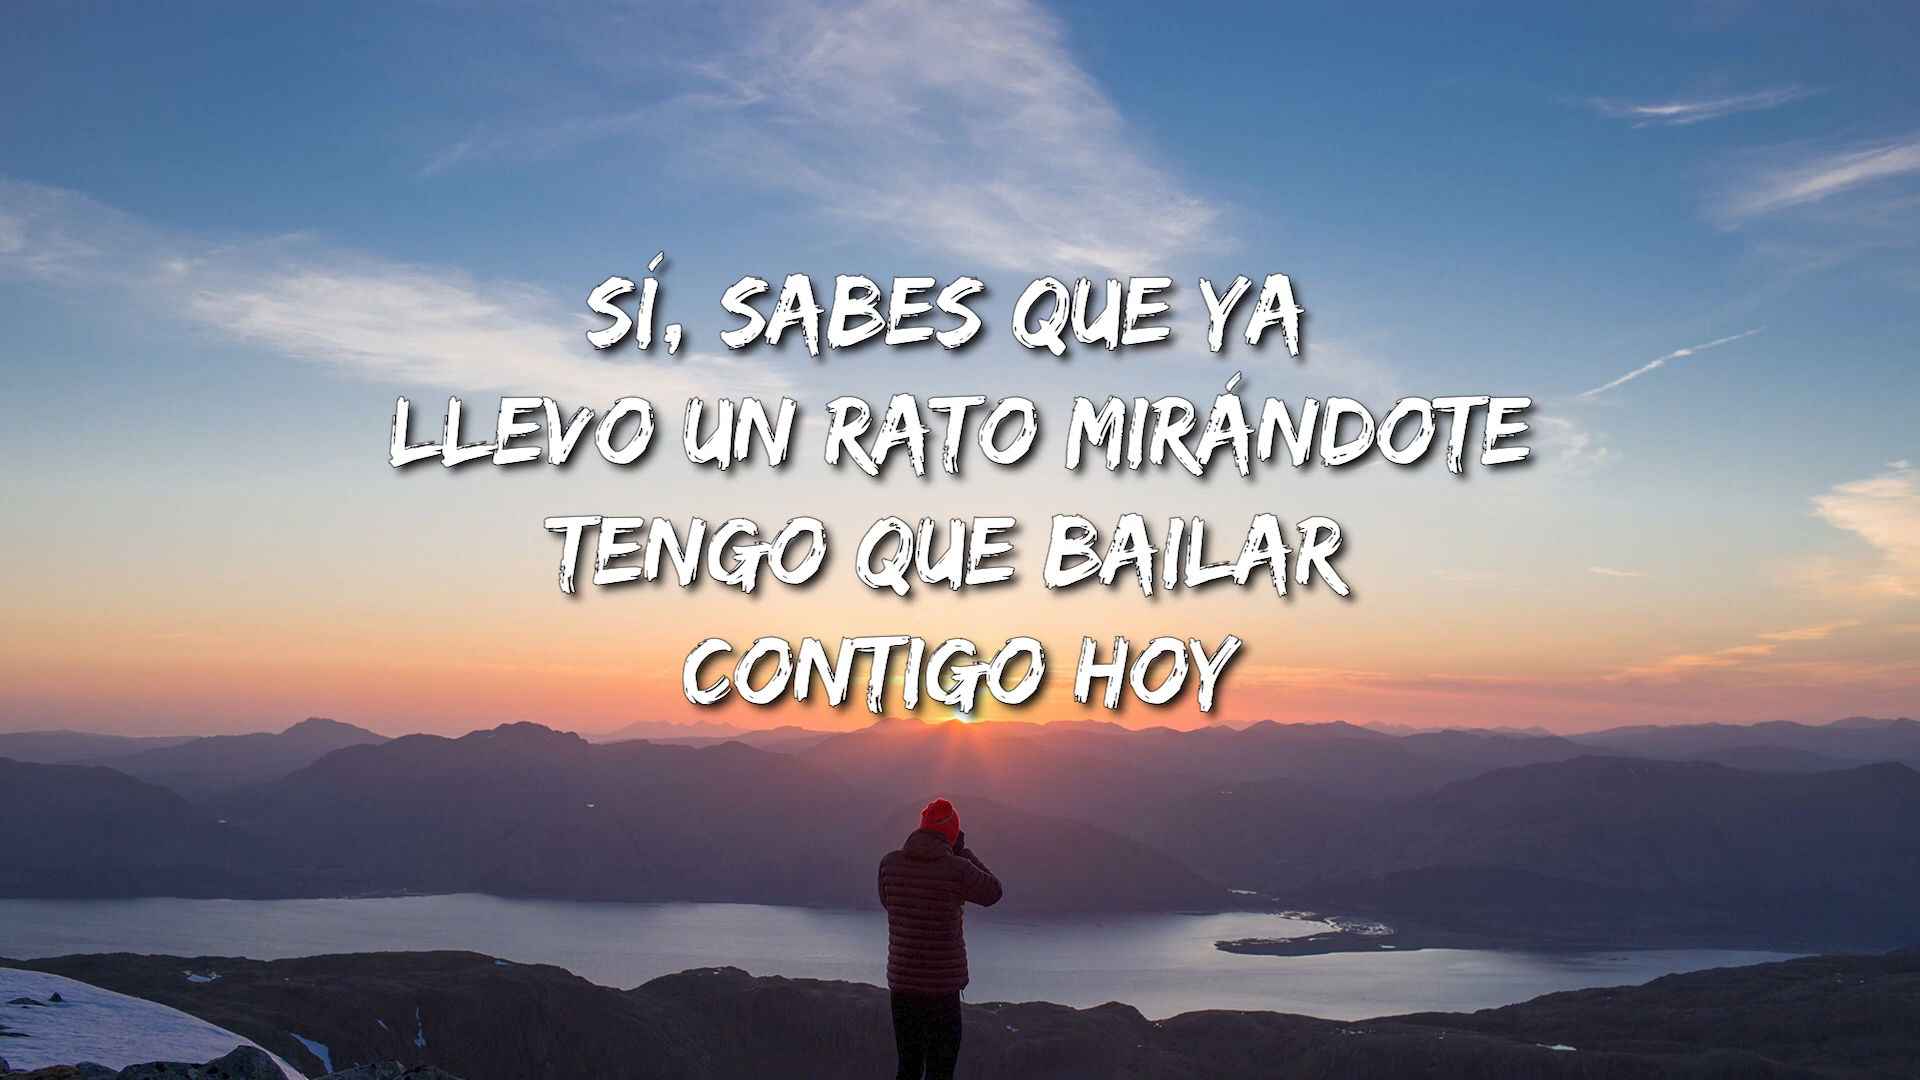 SÍ, SABES QUE YA
LLEVO UN RATO MIRÁNDOTE
TENGO QUE BAILAR
CONTIGO HOY